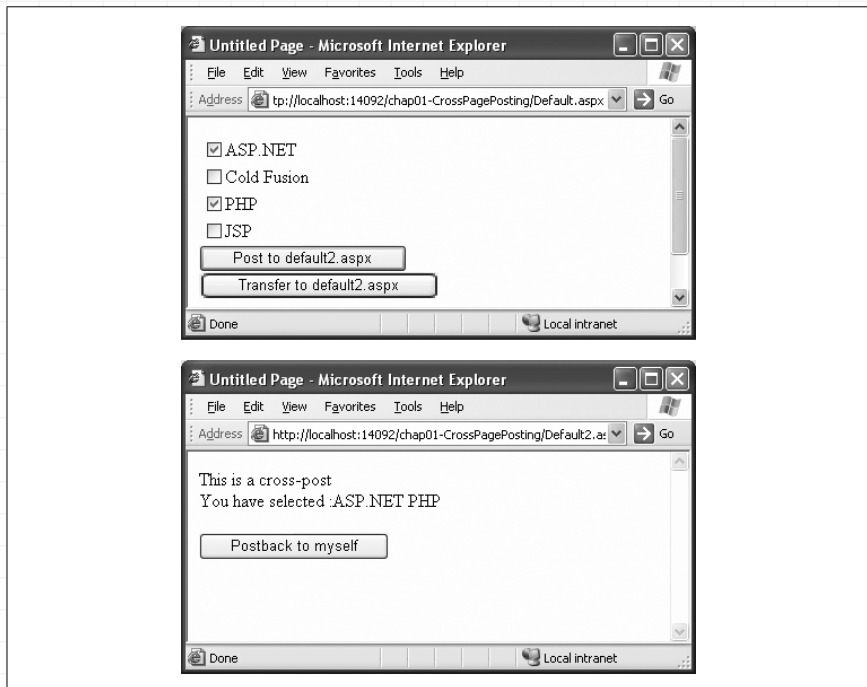 Untitled Page - Microsoft Internet Explorer
File Edit View Favorites Tools Help
Address tp://localhost:14092/chap01-CrossPagePosting/Default.aspx Go
ASP.NET
Cold Fusion
PHP
JSP
Post to default2.aspx
Transfer to default2.aspx
Done Local intranet
Untitled Page - Microsoft Internet Explorer
File Edit View Favorites Tools Help
Address http://localhost:14092/chap01-CrossPagePosting/Default2.a Go
This is a cross-post
You have selected :ASP.NET PHP
Postback to myself
Done Local intranet